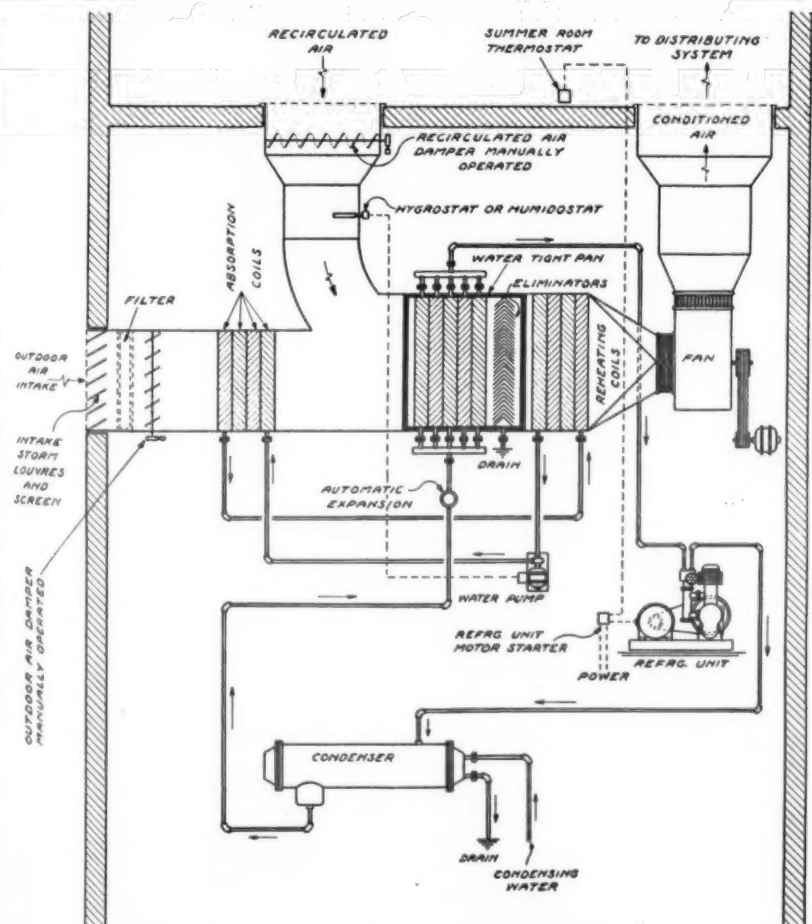 RECIRCULATED
AIR
SUMMER ROOM
THERMOSTAT
TO DISTRIBUTING
SYSTEM
CONDITIONED
AIR
RECIRCULATED AIR
DAMPER MANUALLY
OPERATED
HYGROSTAT OR HUMIDOSTAT
ABSORPTION
COILS
WATER TIGHT PAN
ELIMINATORS
FILTER
OUTDOOR
AIR
INTAKE
REHEATING
COILS
FAN
INTAKE
STORM
LOUVRES
AND
SCREEN
DRAIN
AUTOMATIC
EXPANSION
OUTDOOR AIR DAMPER
MANUALLY OPERATED
WATER PUMP
REFRG. UNIT
MOTOR STARTER
POWER
REFRG. UNIT
CONDENSER
DRAIN
CONDENSING
WATER